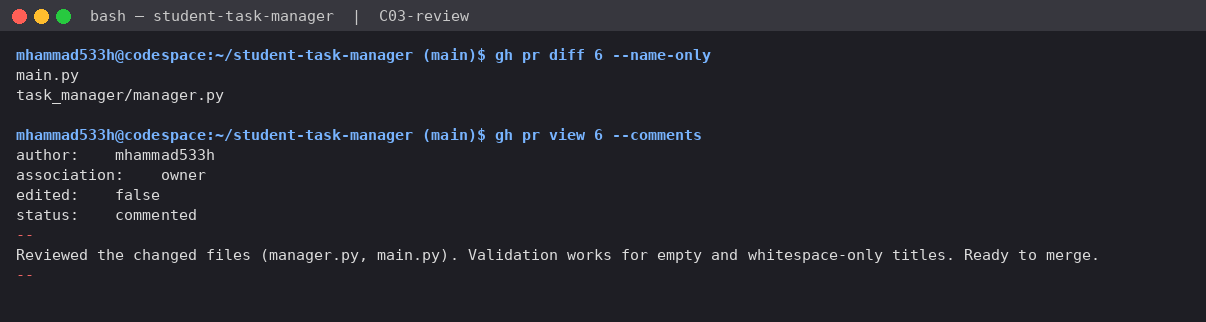 bash — student-task-manager  |  C03-review
mhammad533h@codespace:~/student-task-manager (main)$ gh pr diff 6 --name-only
main.py
task_manager/manager.py
mhammad533h@codespace:~/student-task-manager (main)$ gh pr view 6 --comments
author:    mhammad533h
association:    owner
edited:    false
status:    commented
--
Reviewed the changed files (manager.py, main.py). Validation works for empty and whitespace-only titles. Ready to merge.
--